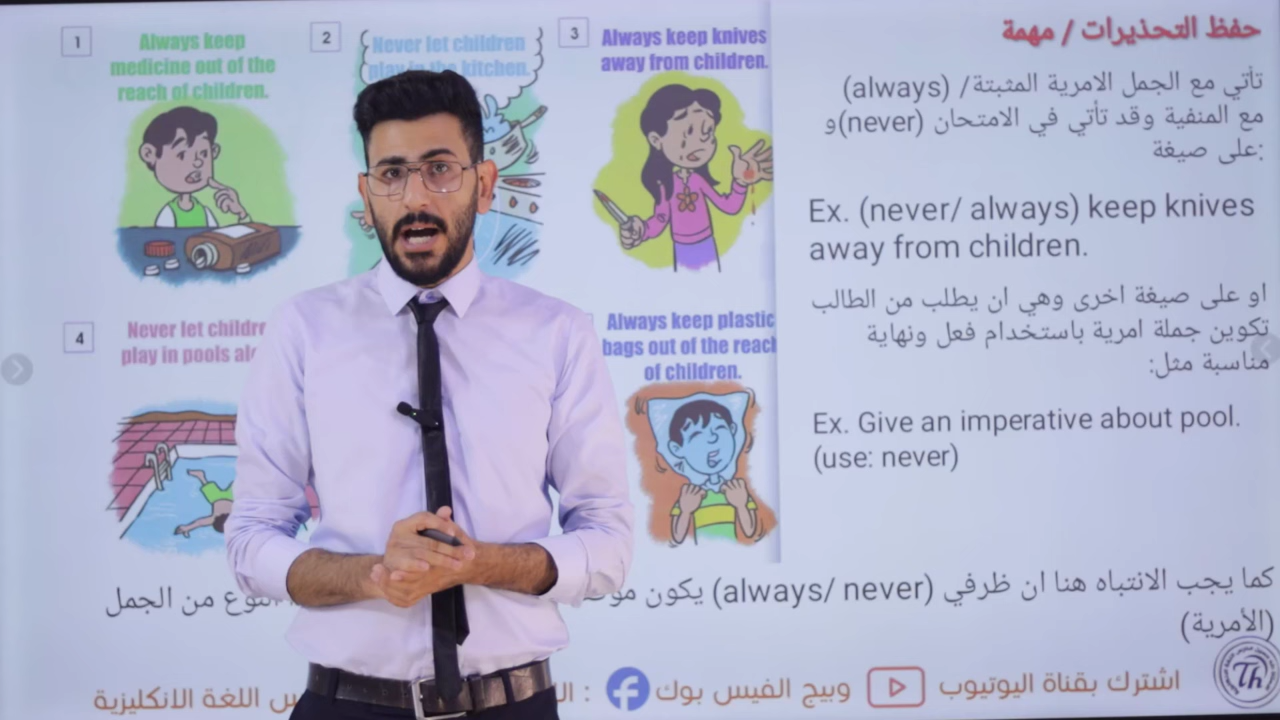 1
Always keep
medicine out of the
reach of children.
2
Never let children
play in the kitchen.
3
Always keep knives
away from children.
4
Never let
play in pools
Always keep plastic
bags out of the reach
of children.
حفظ التحذيرات / مهمة
تأتي مع الجمل الامرية المثبتة/ (always)
مع المنفية وقد تأتي في الامتحان (never)و
:على صيغة
Ex. (never/ always) keep knives
away from children.
او على صيغة اخرى وهي ان يطلب من الطالب
تكوين جملة امرية باستخدام فعل ونهاية
مناسبة مثل:
Ex. Give an imperative about pool.
(use: never)
كما يجب الانتباه هنا ان ظرفي (always/ never) يكون من الجمل
(الأمرية)
اشترك بقناة اليوتيوب وبيج الفيس بوك : اللغة الانكليزية
Th